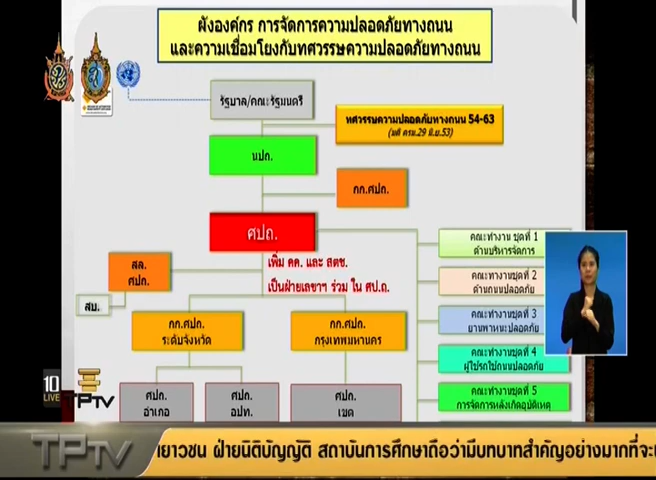 ผังองค์กร การจัดการความปลอดภัยทางถนน
และความเชื่อมโยงกับทศวรรษความปลอดภัยทางถนน
รัฐบาล/คณะรัฐมนตรี
ทศวรรษความปลอดภัยทางถนน 54-63
(มติ ครม.29 มิ.ย.53)
นปถ.
กก.ศปถ.
ศปถ.
เพิ่ม คค. และ สตช.
เป็นฝ่ายเลขาฯ ร่วม ใน ศป.ถ.
สล.
ศปถ.
สบ.
กก.ศปถ.
ระดับจังหวัด
กก.ศปถ.
กรุงเทพมหานคร
ศปถ.
อำเภอ
ศปถ.
อปท.
ศปถ.
เขต
คณะทำงาน ชุดที่ 1
ด้านบริหารจัดการ
คณะทำงานชุดที่ 2
ด้านถนนปลอดภัย
คณะทำงานชุดที่ 3
ยานพาหนะปลอดภัย
คณะทำงานชุดที่ 4
ผู้ใช้รถใช้ถนนปลอดภัย
คณะทำงานชุดที่ 5
การจัดการหลังเกิดอุบัติเหตุ
10
LIVE
TPTV
TPTV
เยาวชน ฝ่ายนิติบัญญัติ สถาบันการศึกษาถือว่ามีบทบาทสำคัญอย่างมากที่จะ